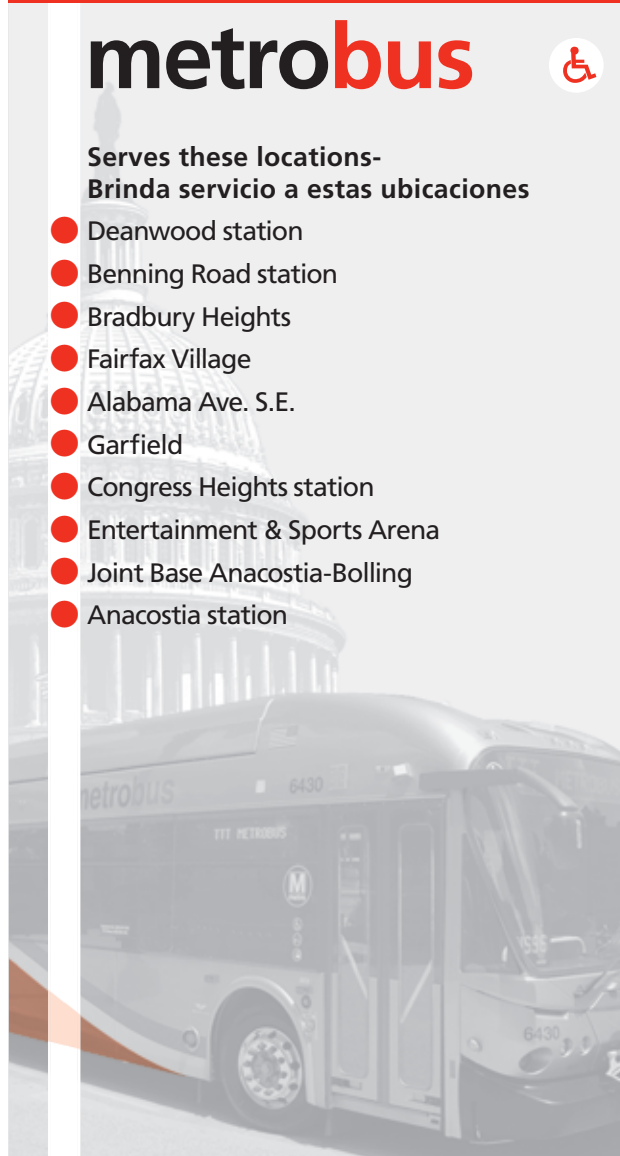 metrobus
Serves these locations-
Brinda servicio a estas ubicaciones
Deanwood station
Benning Road station
Bradbury Heights
Fairfax Village
Alabama Ave. S.E.
Garfield
Congress Heights station
Entertainment & Sports Arena
Joint Base Anacostia-Bolling
Anacostia station
metrobus
6430
TTT METROBUS
M
6430